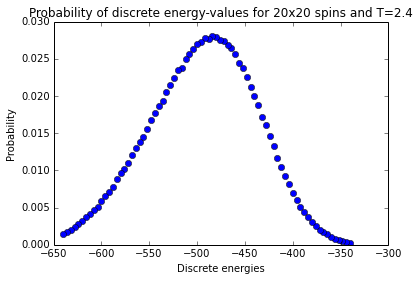 Probability of discrete energy-values for 20x20 spins and T=2.4
0.030
0.025
0.020
0.015
0.010
0.005
0.000
Probability
−650 −600 −550 −500 −450 −400 −350 −300
Discrete energies